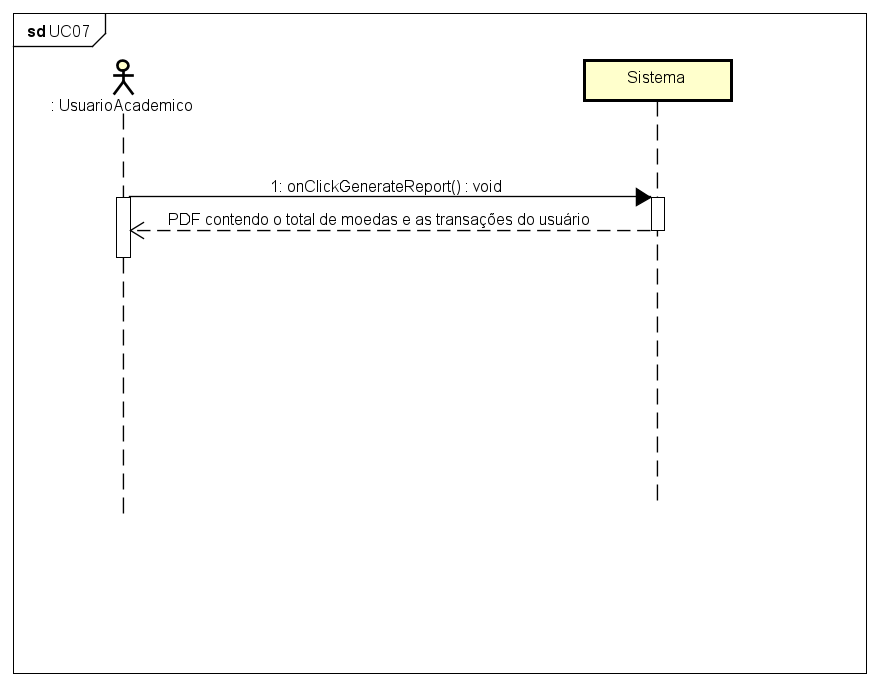 sd UC07
: UsuarioAcademico
Sistema
1: onClickGenerateReport() : void
PDF contendo o total de moedas e as transações do usuário